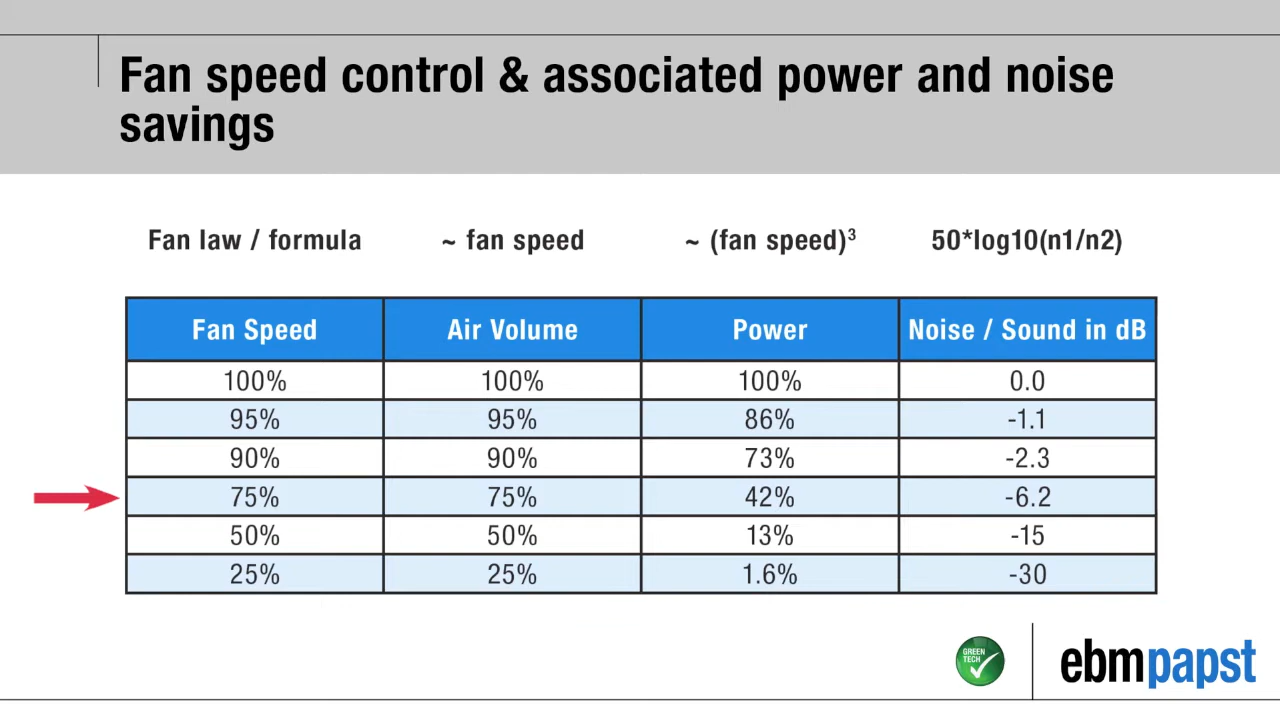 Fan speed control & associated power and noise
savings
Fan law / formula ~ fan speed ~ (fan speed)³ 50*log10(n1/n2)
Fan Speed Air Volume Power Noise / Sound in dB
100% 100% 100% 0.0
95% 95% 86% -1.1
90% 90% 73% -2.3
75% 75% 42% -6.2
50% 50% 13% -15
25% 25% 1.6% -30
GREEN
TECH
ebmpapst